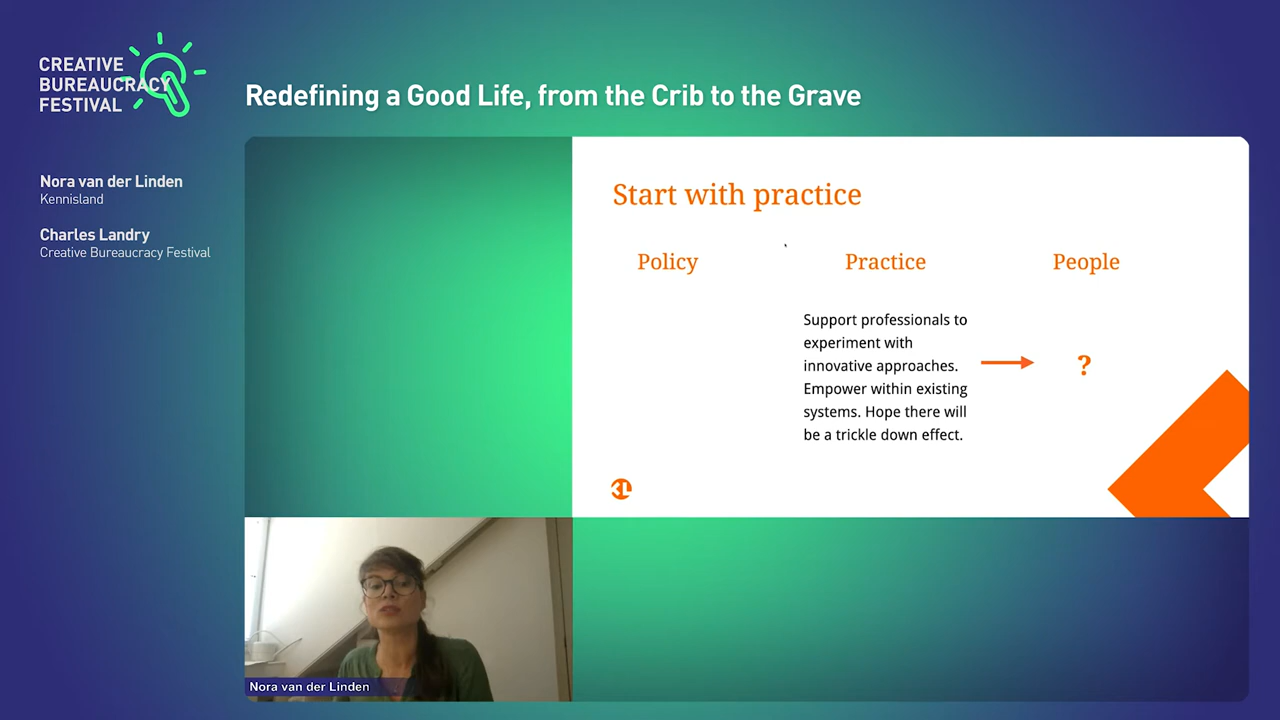 CREATIVE
BUREAUCRACY
FESTIVAL
Redefining a Good Life, from the Crib to the Grave
Nora van der Linden
Kennisland
Charles Landry
Creative Bureaucracy Festival
Start with practice
Policy
Practice
People
Support professionals to
experiment with
innovative approaches.
Empower within existing
systems. Hope there will
be a trickle down effect.
?
KL
Nora van der Linden